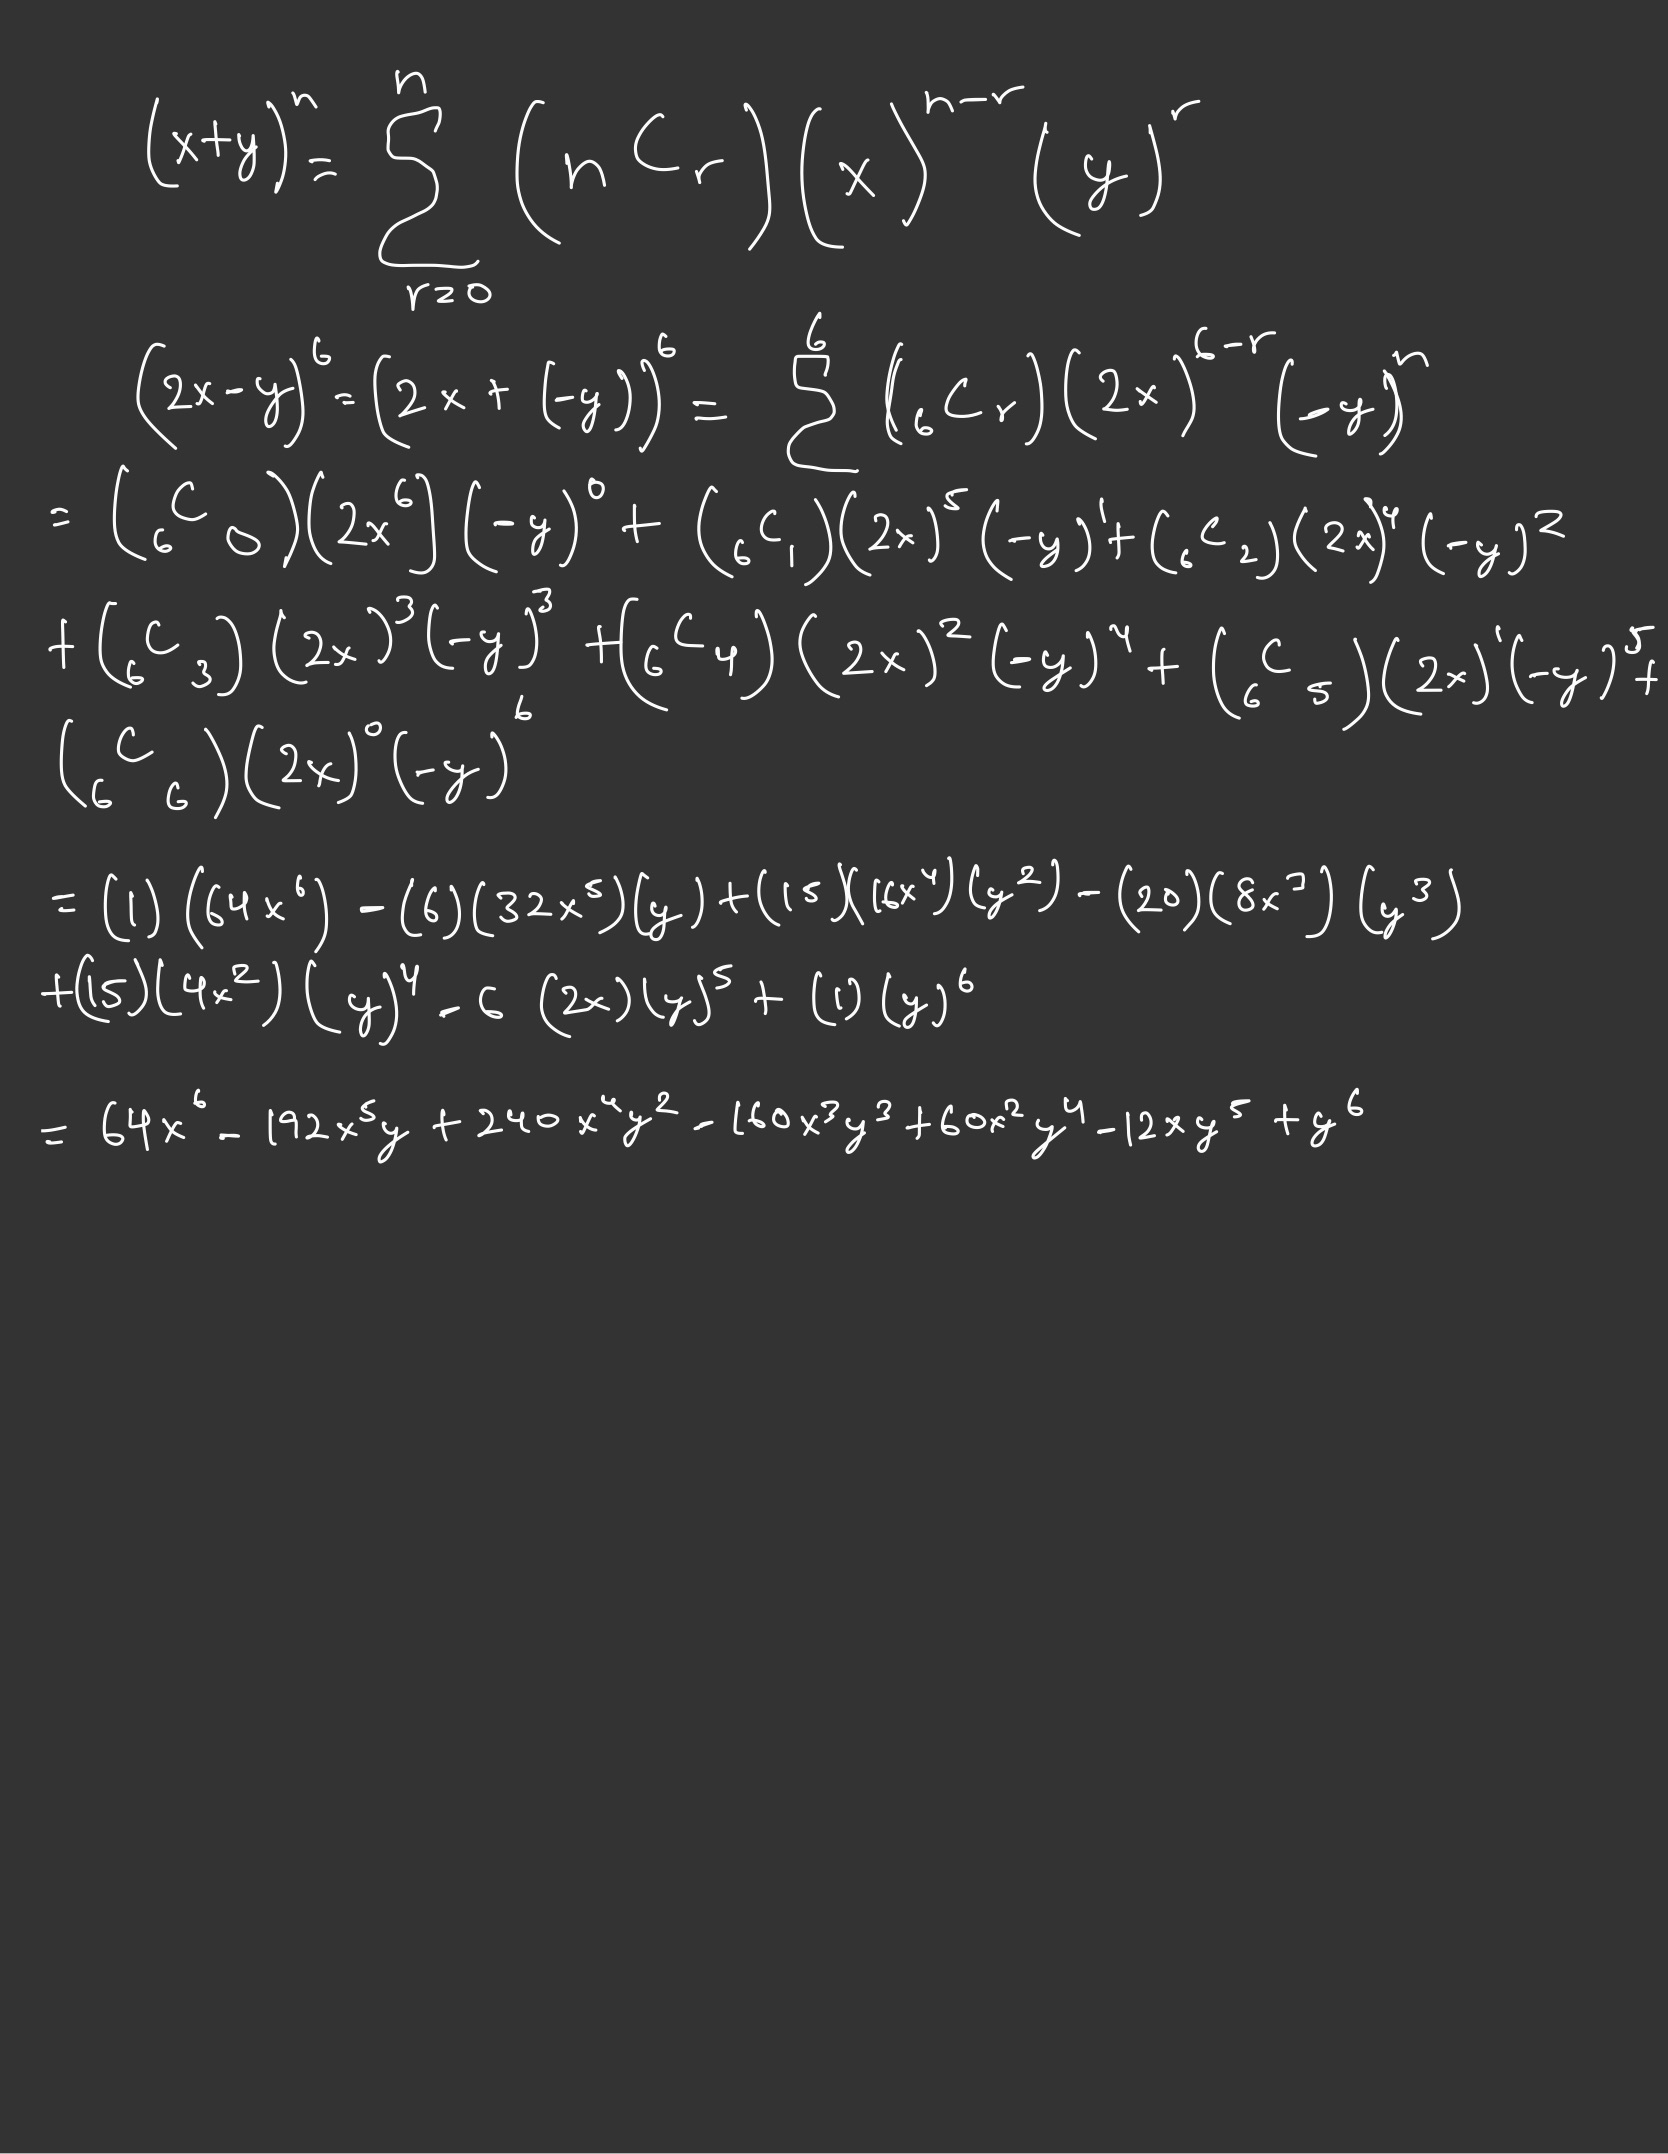 (x+y)^n = \sum_{r=0}^{n} (nCr)(x)^{n-r}(y)^r
(2x-y)^6 = (2x+(-y))^6 = \sum^{6} (6Cr)(2x)^{6-r}(-y)^n
= (6C0)(2x^6)(-y)^0 + (6C1)(2x)^5(-y)^1 + (6C2)(2x)^4(-y)^2
+ (6C3)(2x)^3(-y)^3 + (6C4)(2x)^2(-y)^4 + (6C5)(2x)^1(-y)^5 +
(6C6)(2x)^0(-y)^6
= (1)(64x^6) - (6)(32x^5)(y) + (15)(16x^4)(y^2) - (20)(8x^3)(y^3)
+ (15)(4x^2)(y)^4 - 6(2x)(y)^5 + (1)(y)^6
= 64x^6 - 192x^5y + 240x^4y^2 - 160x^3y^3 + 60x^2y^4 - 12xy^5 + y^6